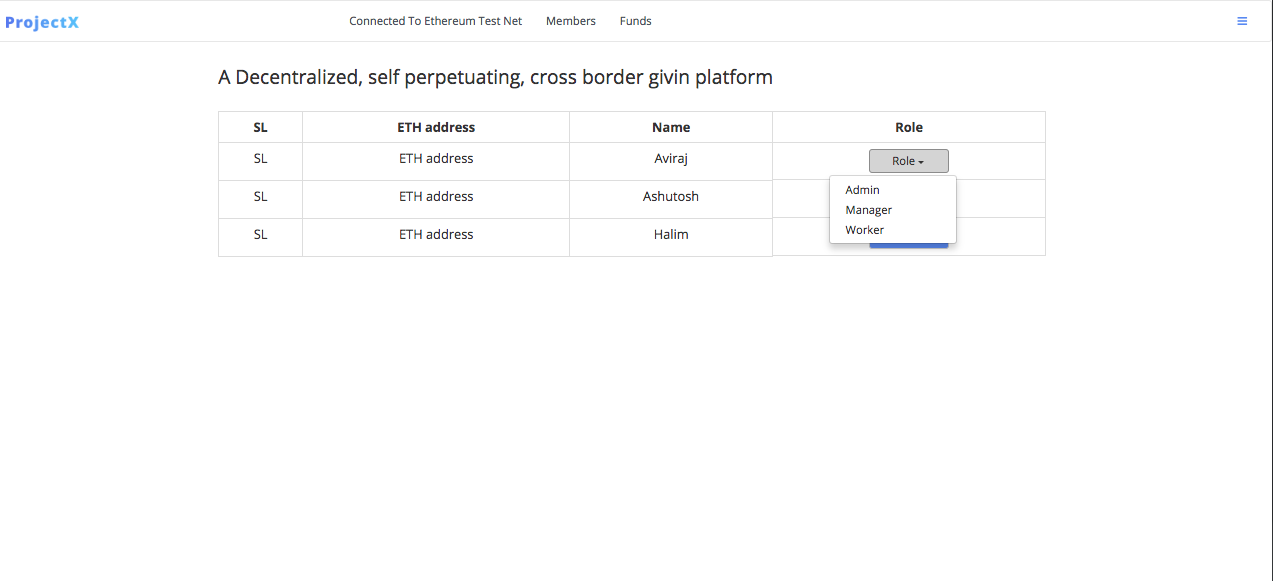 ProjectX Connected To Ethereum Test Net Members Funds
A Decentralized, self perpetuating, cross border givin platform
SL ETH address Name Role
SL ETH address Aviraj Role
Admin
SL ETH address Ashutosh
Manager
Worker
SL ETH address Halim